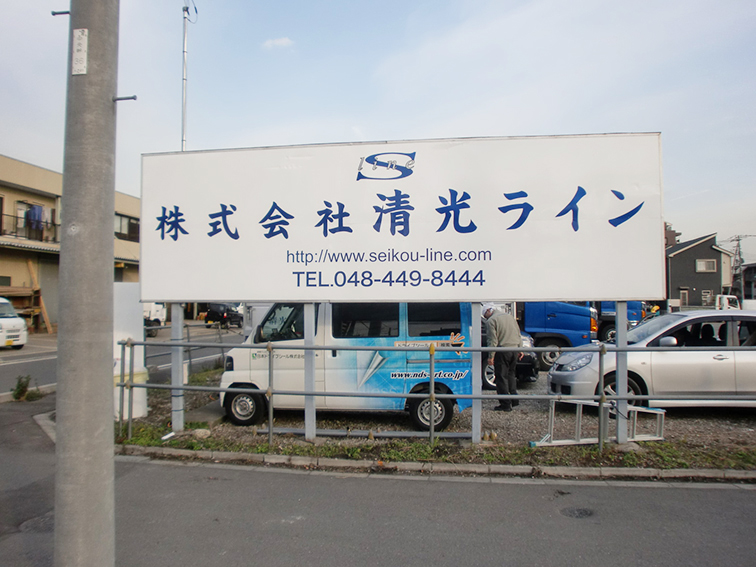 S line
株式会社清光ライン
http://www.seikou-line.com
TEL.048-449-8444
www.nds-art.co.jp/